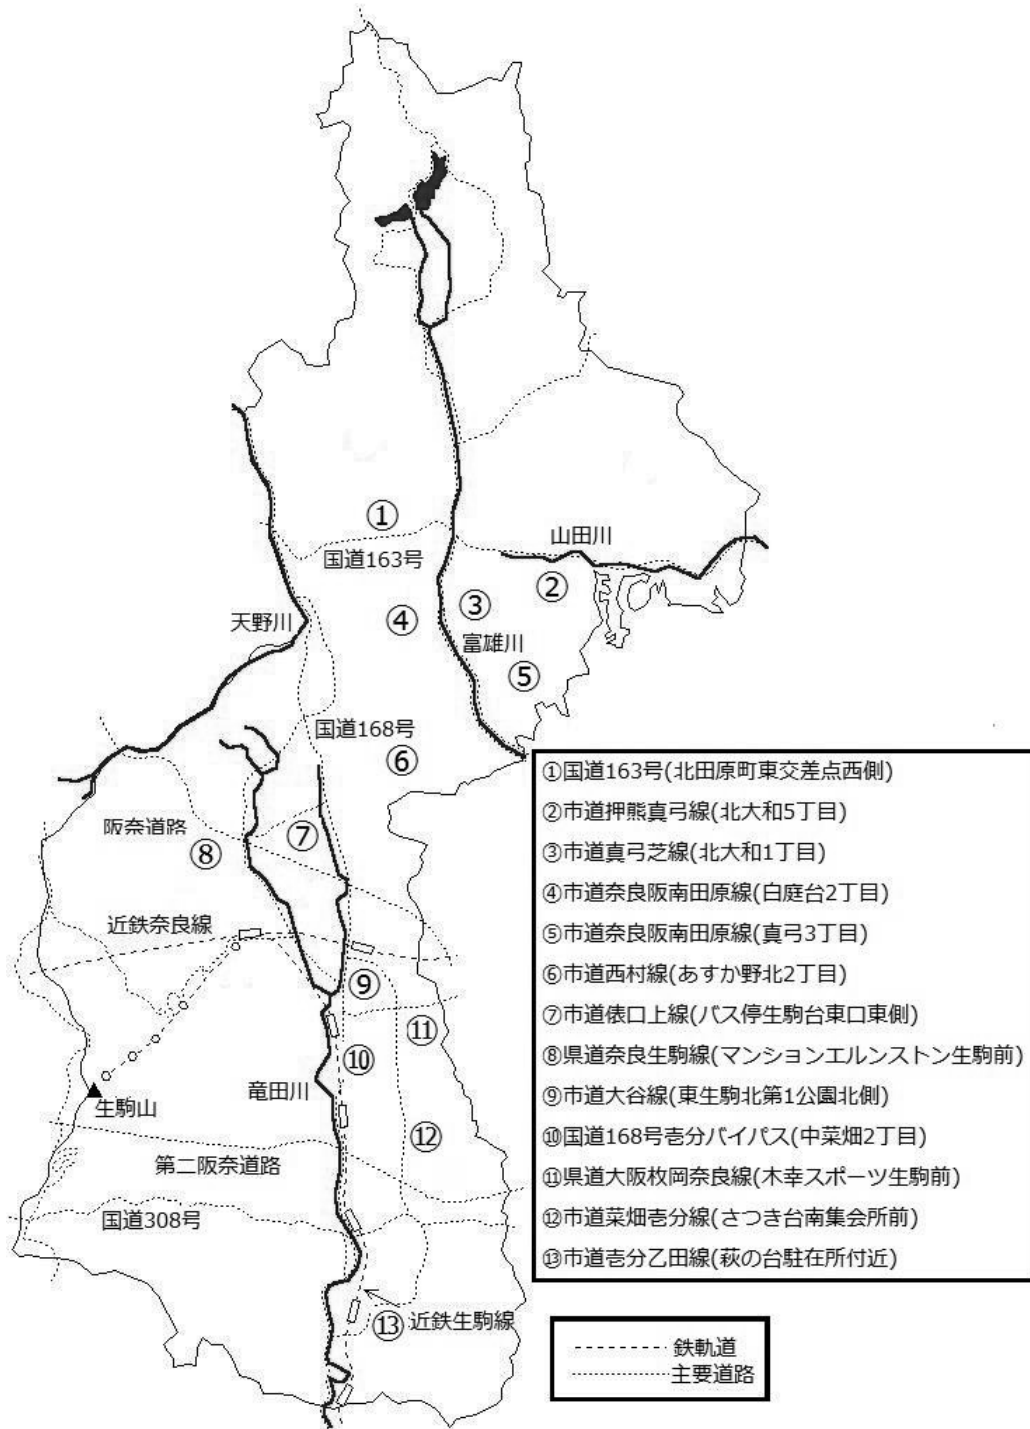 ①
国道163号
山田川
②
③
④
天野川
富雄川
⑤
国道168号
⑥
阪奈道路
⑦
⑧
近鉄奈良線
⑨
⑪
⑩
竜田川
生駒山
⑫
第二阪奈道路
国道308号
⑬
近鉄生駒線
①国道163号(北田原町東交差点西側)
②市道押熊真弓線(北大和5丁目)
③市道真弓芝線(北大和1丁目)
④市道奈良阪南田原線(白庭台2丁目)
⑤市道奈良阪南田原線(真弓3丁目)
⑥市道西村線(あすか野北2丁目)
⑦市道俵口上線(バス停生駒台東口東側)
⑧県道奈良生駒線(マンションエルンストン生駒前)
⑨市道大谷線(東生駒北第1公園北側)
⑩国道168号壱分バイパス(中菜畑2丁目)
⑪県道大阪枚岡奈良線(木幸スポーツ生駒前)
⑫市道菜畑壱分線(さつき台南集会所前)
⑬市道壱分乙田線(萩の台駐在所付近)
鉄軌道
主要道路